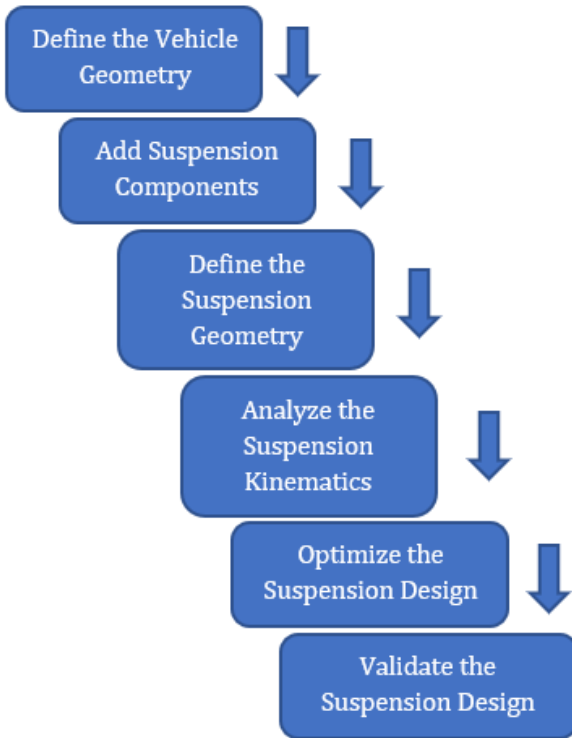 Define the Vehicle
Geometry
Add Suspension
Components
Define the
Suspension
Geometry
Analyze the
Suspension
Kinematics
Optimize the
Suspension Design
Validate the
Suspension Design